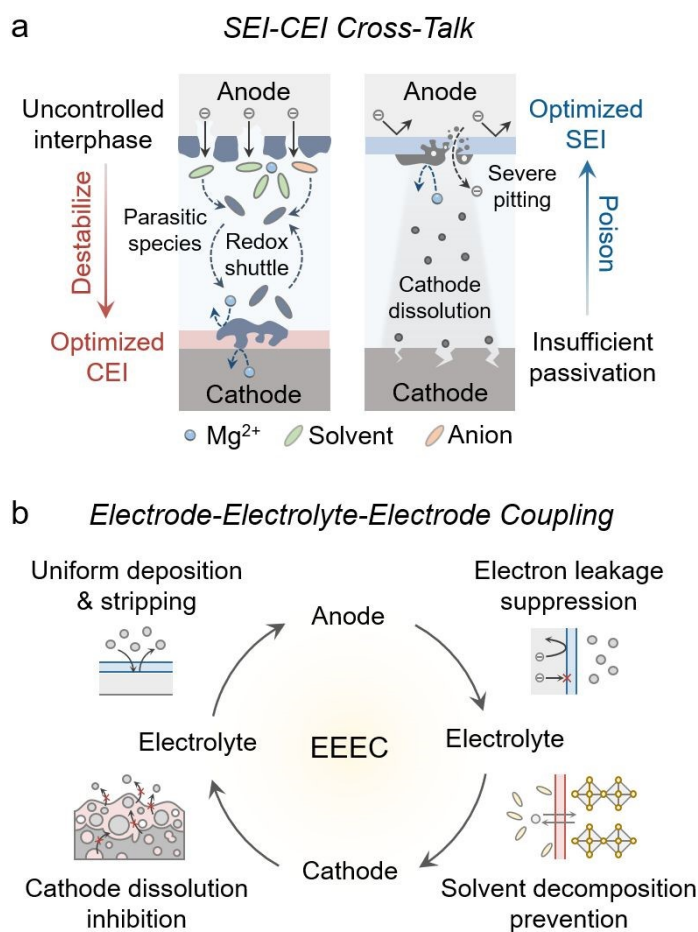 a
SEI-CEI Cross-Talk
Uncontrolled
interphase
Destabilize
Optimized
CEI
Anode
Parasitic
species
Redox
shuttle
Cathode
Anode
Severe
pitting
Cathode
dissolution
Cathode
Optimized
SEI
Poison
Insufficient
passivation
Mg²⁺
Solvent
Anion
b
Electrode-Electrolyte-Electrode Coupling
Uniform deposition
& stripping
Electron leakage
suppression
Anode
Electrolyte
EEEC
Electrolyte
Cathode
Cathode dissolution
inhibition
Solvent decomposition
prevention